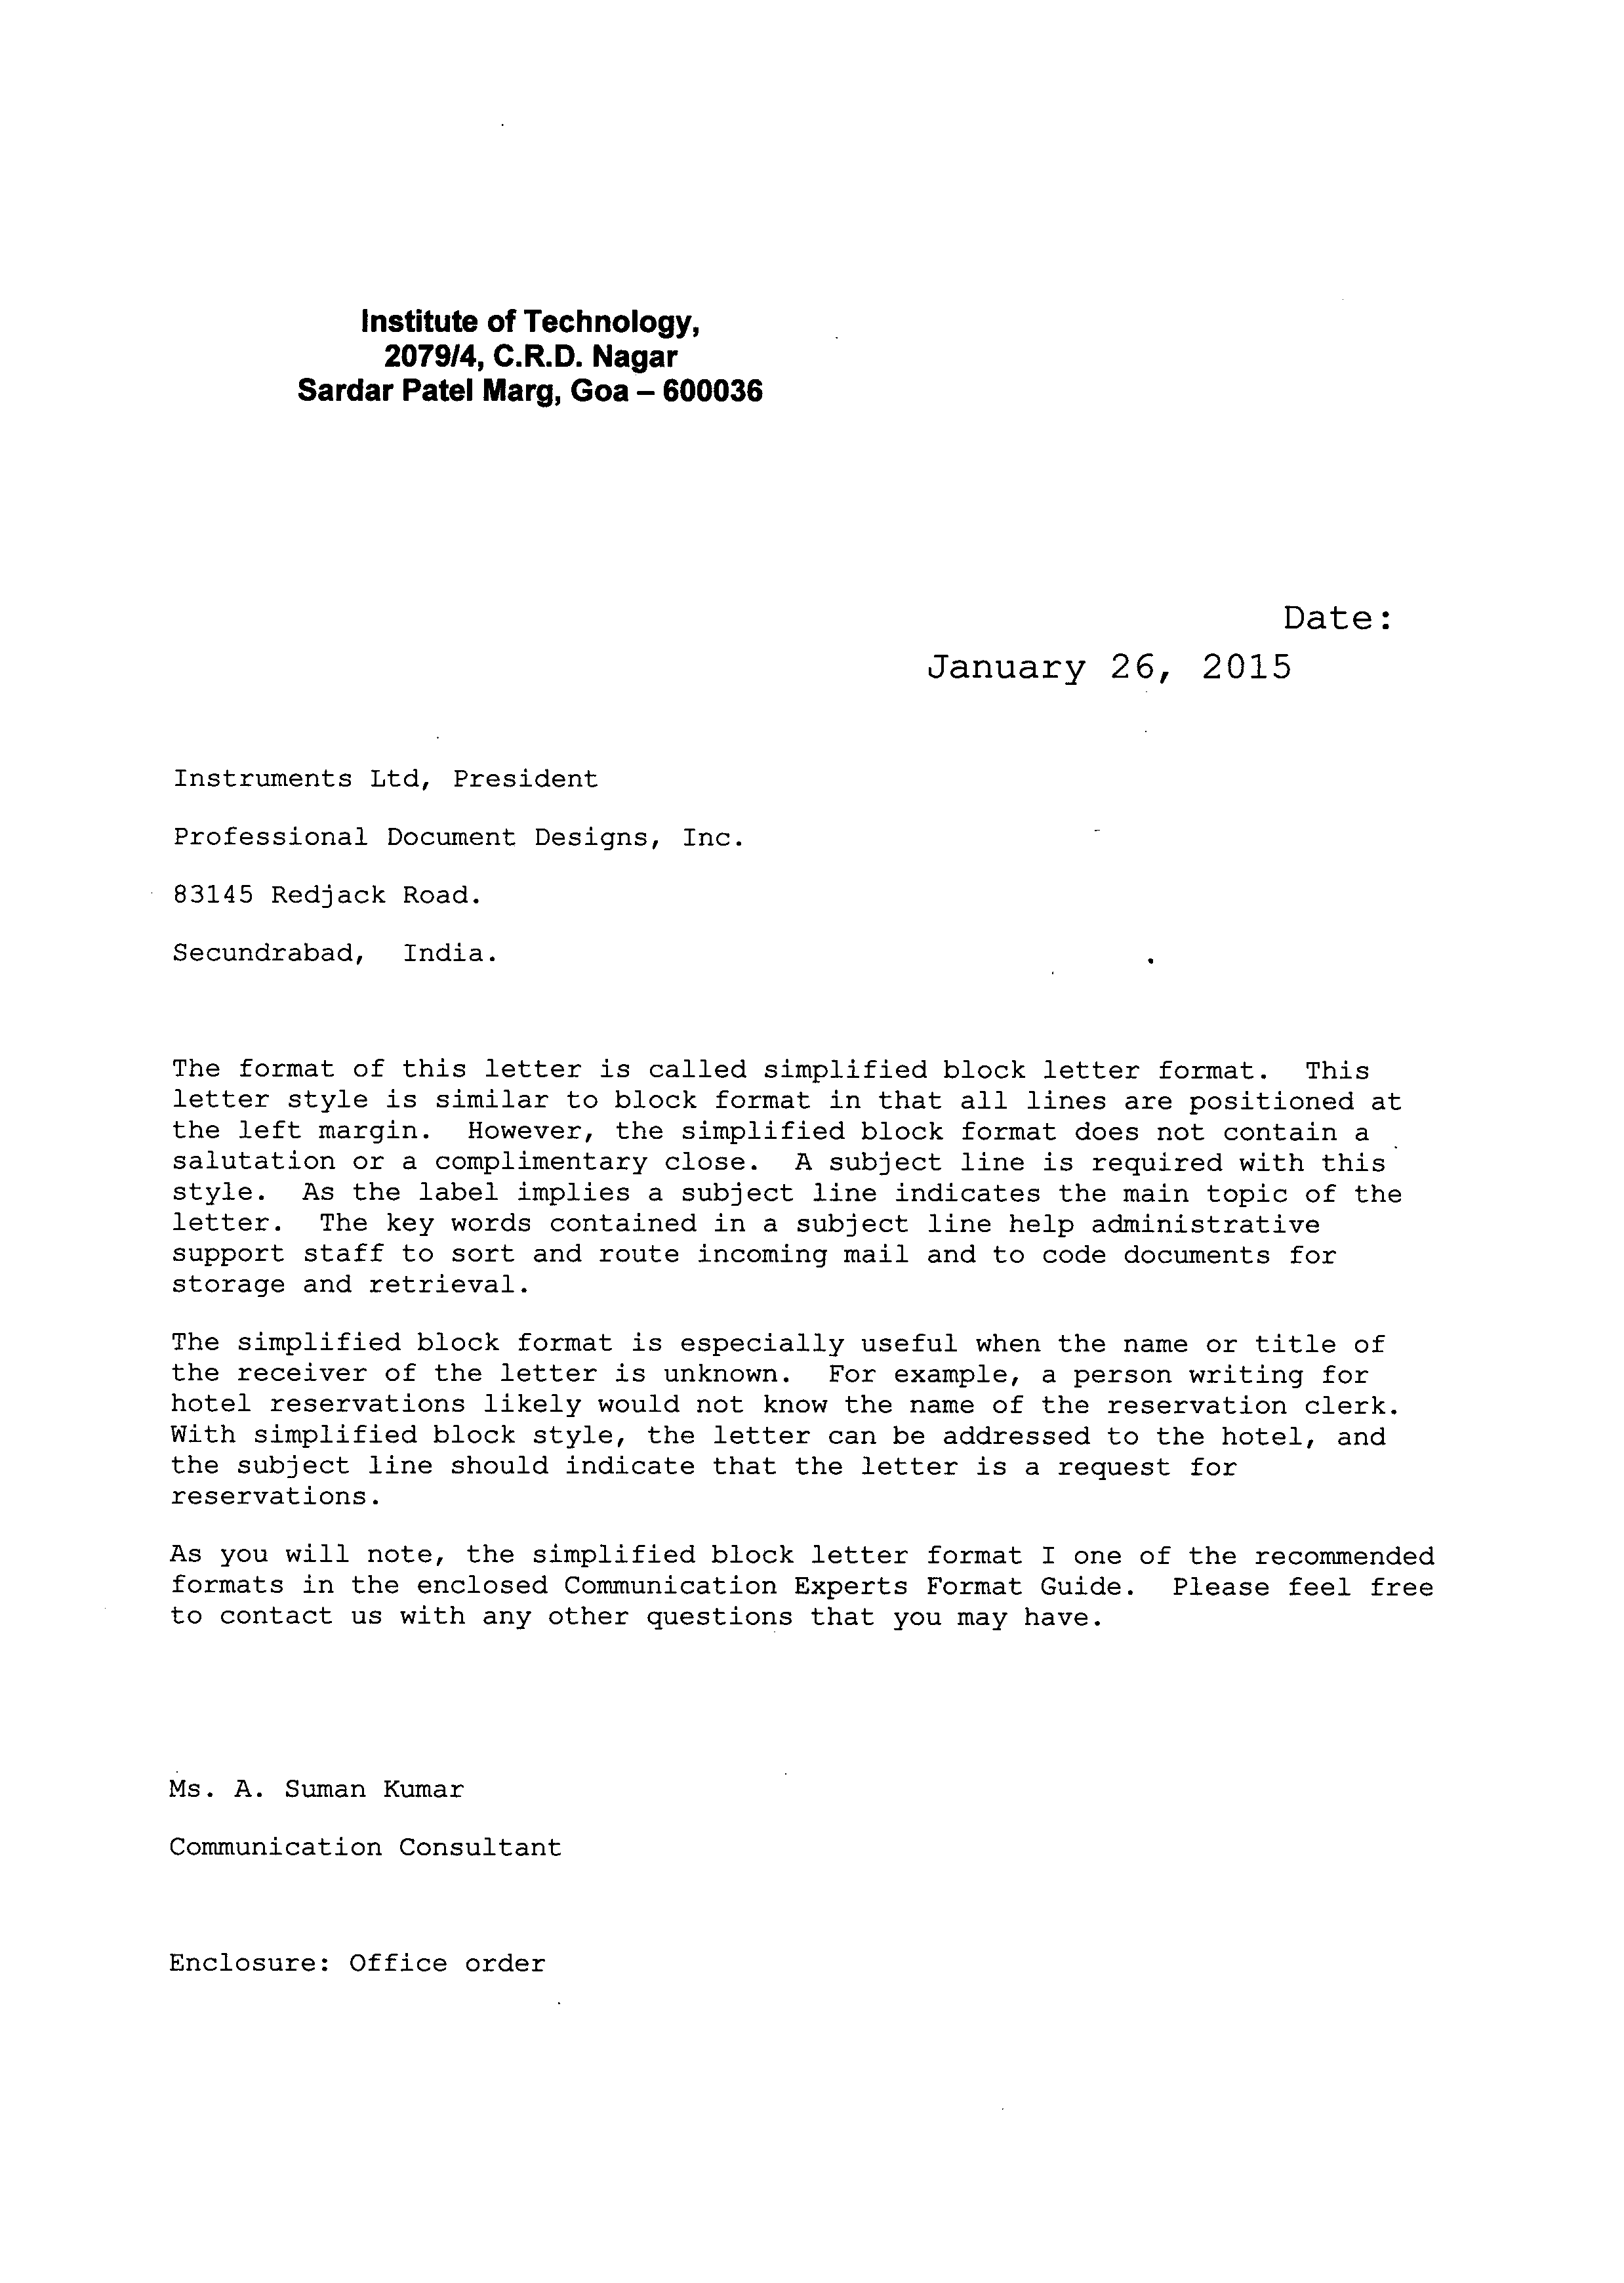 Institute of Technology,
2079/4, C.R.D. Nagar
Sardar Patel Marg, Goa – 600036
Date:
January 26, 2015
Instruments Ltd, President
Professional Document Designs, Inc.
83145 Redjack Road.
Secundrabad,  India.
The format of this letter is called simplified block letter format.  This
letter style is similar to block format in that all lines are positioned at
the left margin.  However, the simplified block format does not contain a
salutation or a complimentary close.  A subject line is required with this
style.  As the label implies a subject line indicates the main topic of the
letter.  The key words contained in a subject line help administrative
support staff to sort and route incoming mail and to code documents for
storage and retrieval.
The simplified block format is especially useful when the name or title of
the receiver of the letter is unknown.  For example, a person writing for
hotel reservations likely would not know the name of the reservation clerk.
With simplified block style, the letter can be addressed to the hotel, and
the subject line should indicate that the letter is a request for
reservations.
As you will note, the simplified block letter format I one of the recommended
formats in the enclosed Communication Experts Format Guide.  Please feel free
to contact us with any other questions that you may have.
Ms. A. Suman Kumar
Communication Consultant
Enclosure: Office order